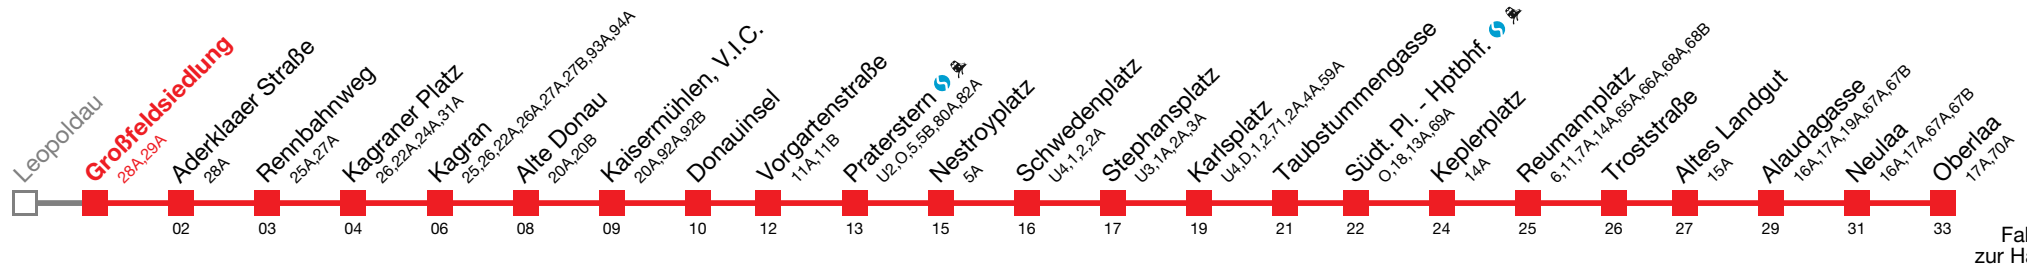 Leopoldau
Großfeldsiedlung
28A,29A
Aderklaaer Straße
28A
Rennbahnweg
25A,27A
Kagraner Platz
26,22A,24A,31A
Kagran
25,26,22A,26A,27A,27B,93A,94A
Alte Donau
20A,20B
Kaisermühlen, V.I.C.
20A,92A,92B
Donauinsel
Vorgartenstraße
11A,11B
Praterstern
U2,O,5,5B,80A,82A
Nestroyplatz
5A
Schwedenplatz
U4,1,2,2A
Stephansplatz
U3,1A,2A,3A
Karlsplatz
U4,D,1,2,71,2A,4A,59A
Taubstummengasse
Südt. Pl. - Hptbhf.
O,18,13A,69A
Keplerplatz
14A
Reumannplatz
6,11,7A,14A,65A,66A,68A,68B
Troststraße
Altes Landgut
15A
Alaudagasse
16A,17A,19A,67A,67B
Neulaa
16A,17A,67A,67B
Oberlaa
17A,70A
02 03 04 06 08 09 10 12 13 15 16 17 19 21 22 24 25 26 27 29 31 33
Fal
zur Ha